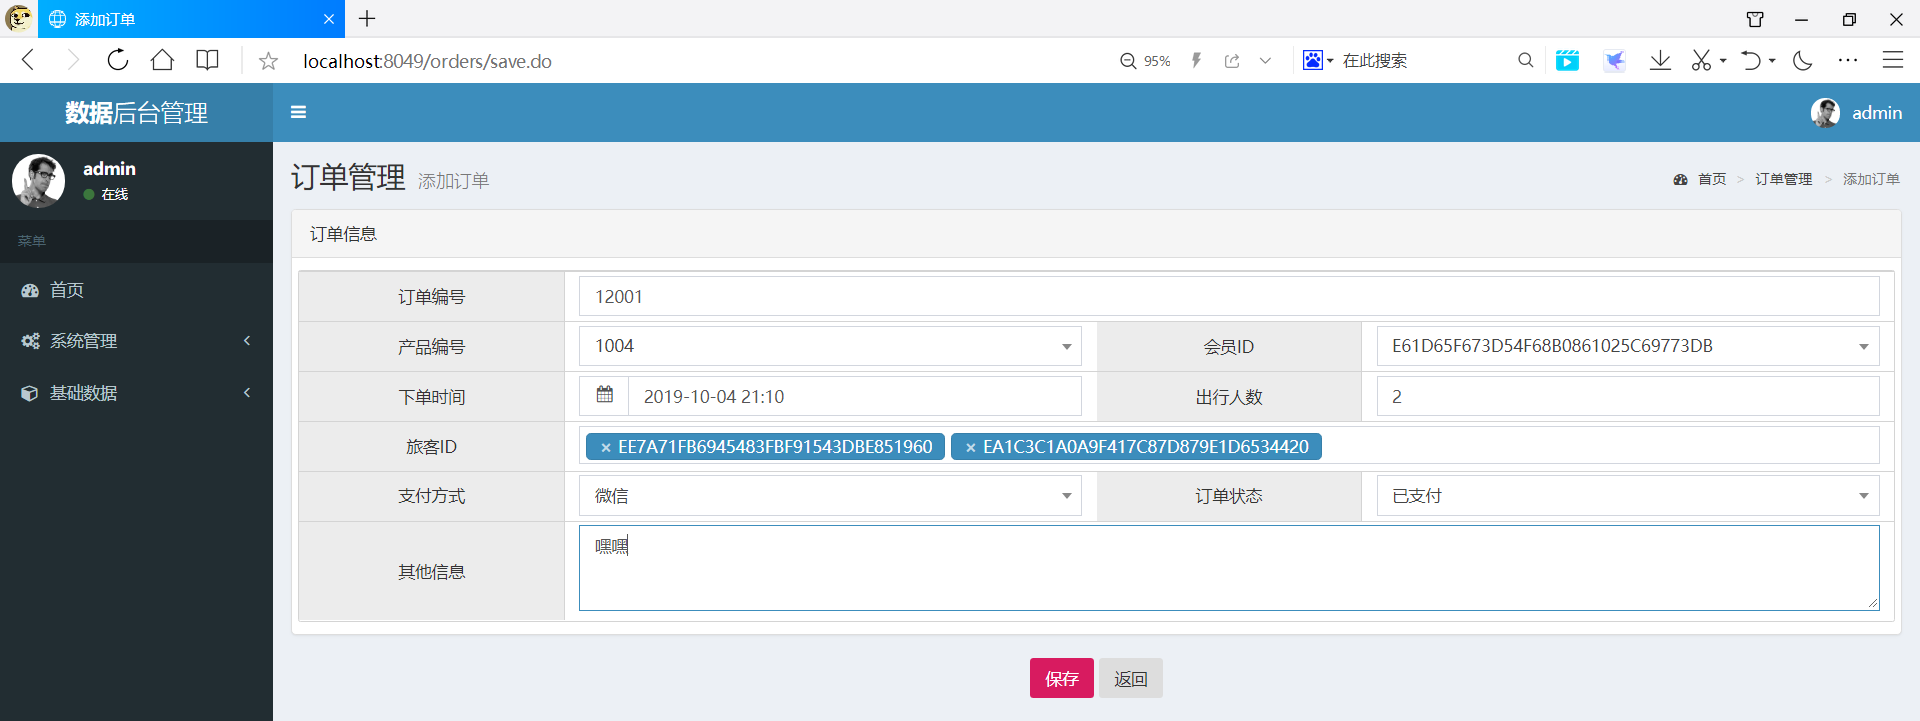 添加订单
localhost:8049/orders/save.do
95%
在此搜索
数据后台管理
admin
admin
在线
订单管理 添加订单
首页 > 订单管理 > 添加订单
菜单
首页
系统管理
基础数据
订单信息
订单编号 12001
产品编号 1004 会员ID E61D65F673D54F68B0861025C69773DB
下单时间 2019-10-04 21:10 出行人数 2
旅客ID × EE7A71FB6945483FBF91543DBE851960 × EA1C3C1A0A9F417C87D879E1D6534420
支付方式 微信 订单状态 已支付
其他信息 嘿嘿
保存 返回